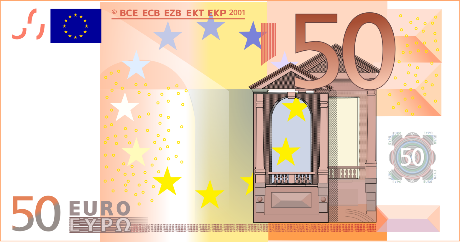 © BCE ECB EZB EKT EKP 2001
50
50
50 EURO
ΕΥΡΩ